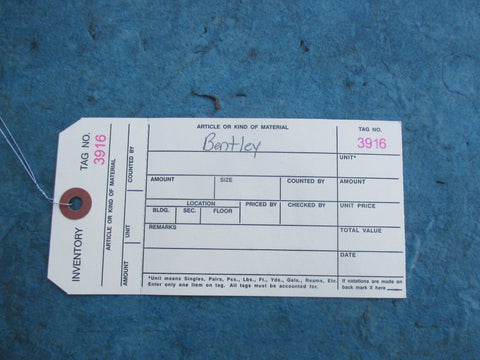 INVENTORY TAG NO. 3916
ARTICLE OR KIND OF MATERIAL
AMOUNT UNIT COUNTED BY
ARTICLE OR KIND OF MATERIAL
Bentley
TAG NO.
3916
UNIT*
AMOUNT SIZE COUNTED BY AMOUNT
LOCATION PRICED BY CHECKED BY UNIT PRICE
BLDG. SEC. FLOOR
REMARKS TOTAL VALUE
DATE
*Unit means Singles, Pairs, Pcs., Lbs., Ft., Yds., Gals., Reams, Etc.
Enter only one item on tag. All tags must be accounted for.
If notations are made on
back mark X here